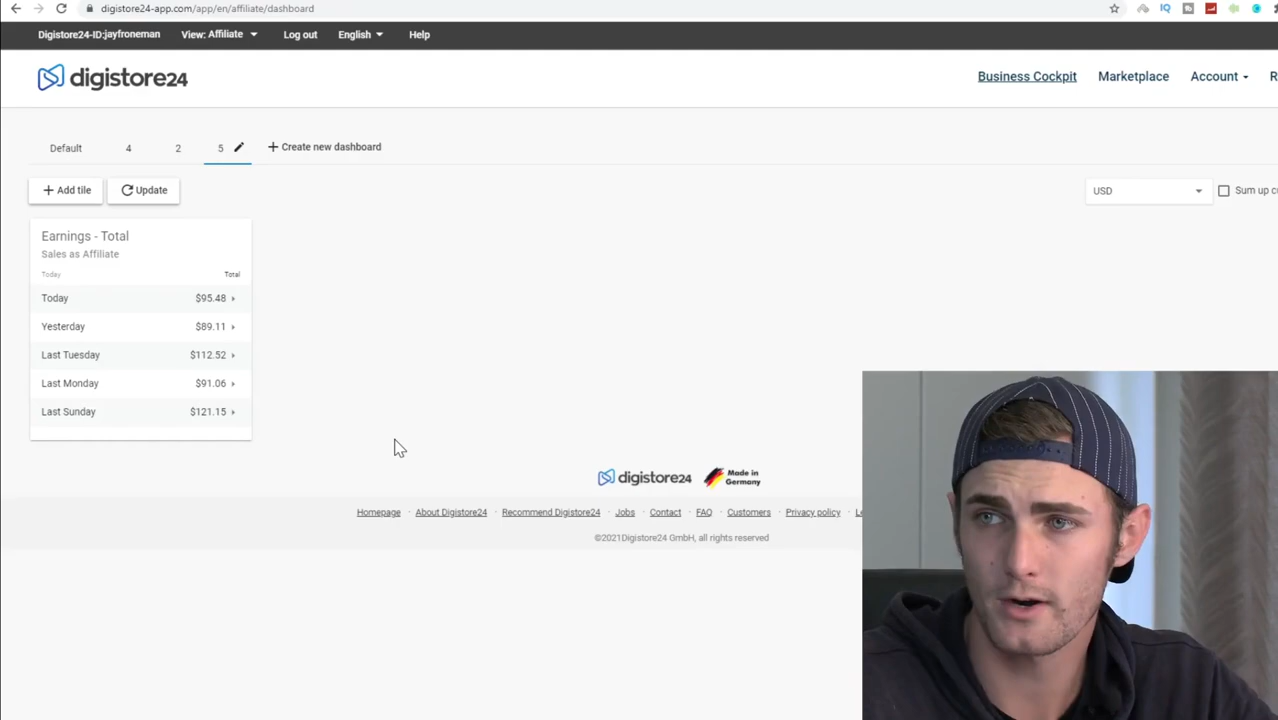 digistore24-app.com/app/en/affiliate/dashboard
Digistore24-ID:jayfroneman View: Affiliate Log out English Help
digistore24
Business Cockpit Marketplace Account R
Default 4 2 5 + Create new dashboard
+ Add tile Update
USD Sum up c
Earnings - Total
Sales as Affiliate
Today Total
Today $95.48
Yesterday $89.11
Last Tuesday $112.52
Last Monday $91.06
Last Sunday $121.15
digistore24 Made in
Germany
Homepage · About Digistore24 · Recommend Digistore24 · Jobs · Contact · FAQ · Customers · Privacy policy · Le
©2021Digistore24 GmbH, all rights reserved